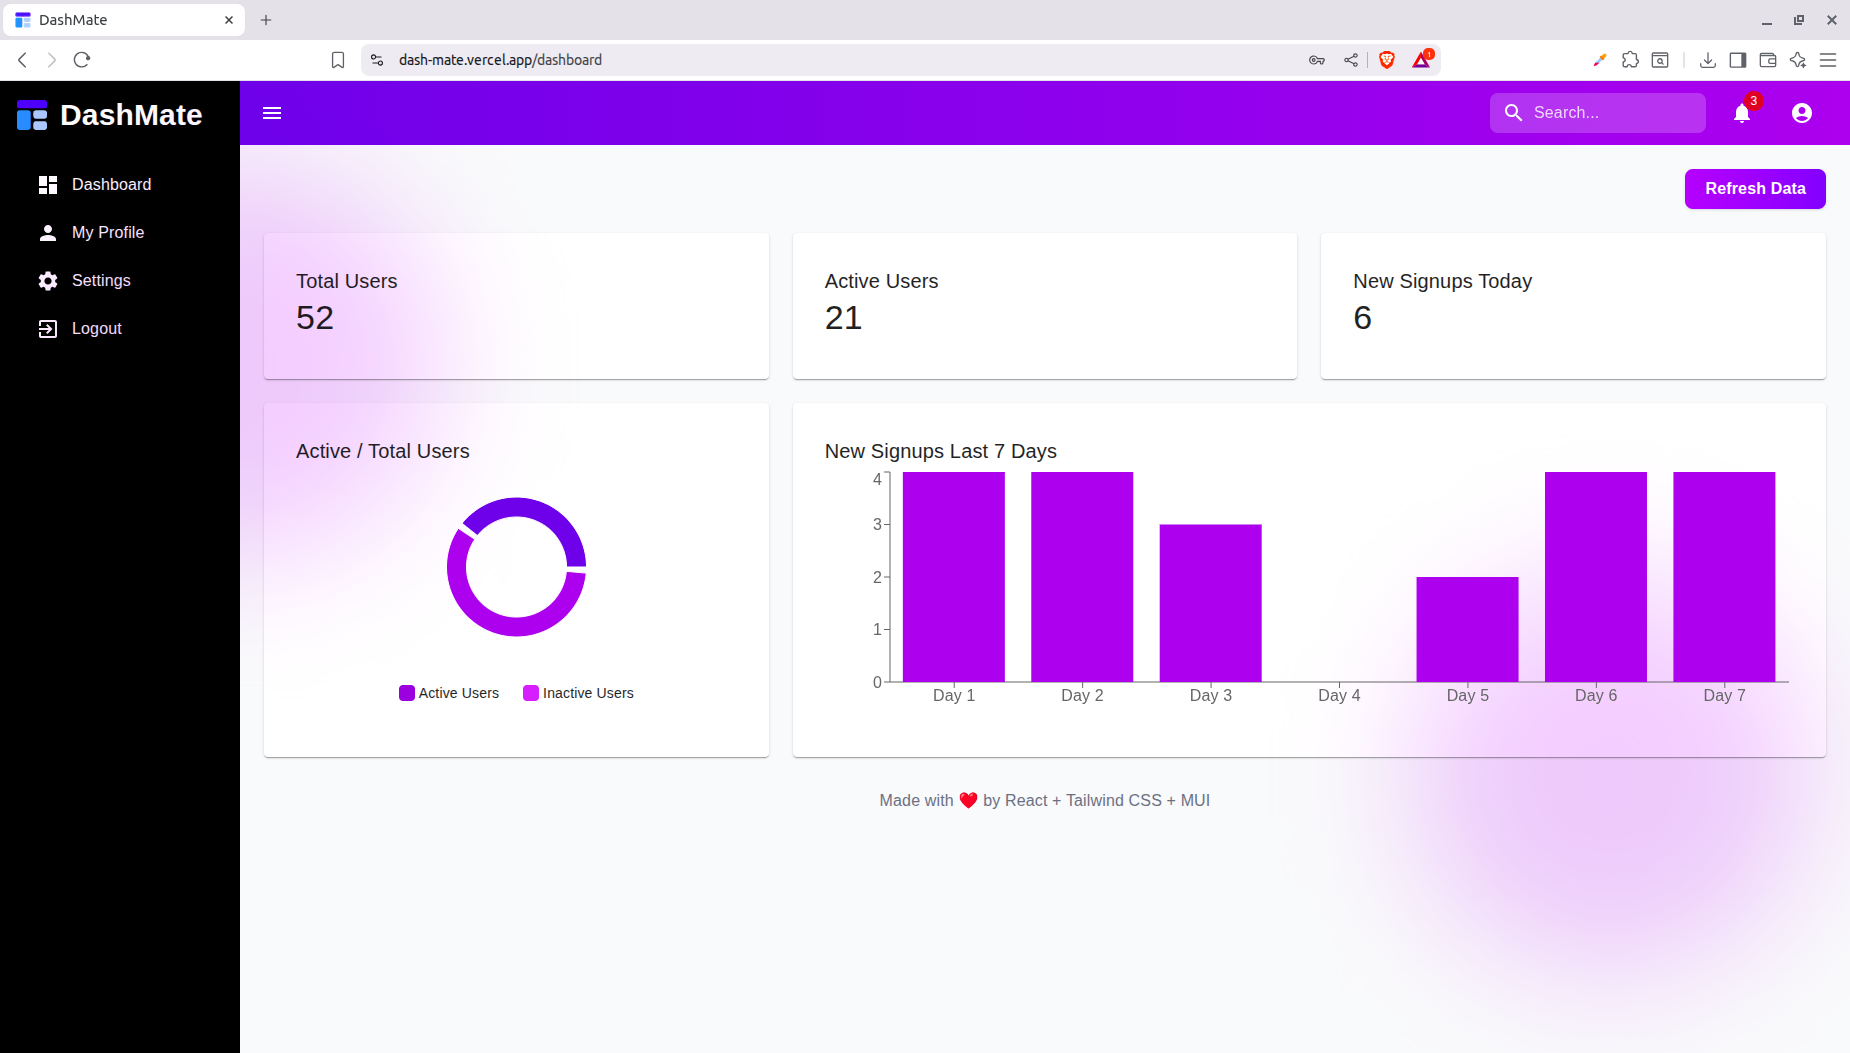 DashMate
dash-mate.vercel.app/dashboard
1
DashMate
Search...
3
Dashboard
My Profile
Settings
Logout
Refresh Data
Total Users
52
Active Users
21
New Signups Today
6
Active / Total Users
Active Users
Inactive Users
New Signups Last 7 Days
4
3
2
1
0
Day 1
Day 2
Day 3
Day 4
Day 5
Day 6
Day 7
Made with ❤️ by React + Tailwind CSS + MUI